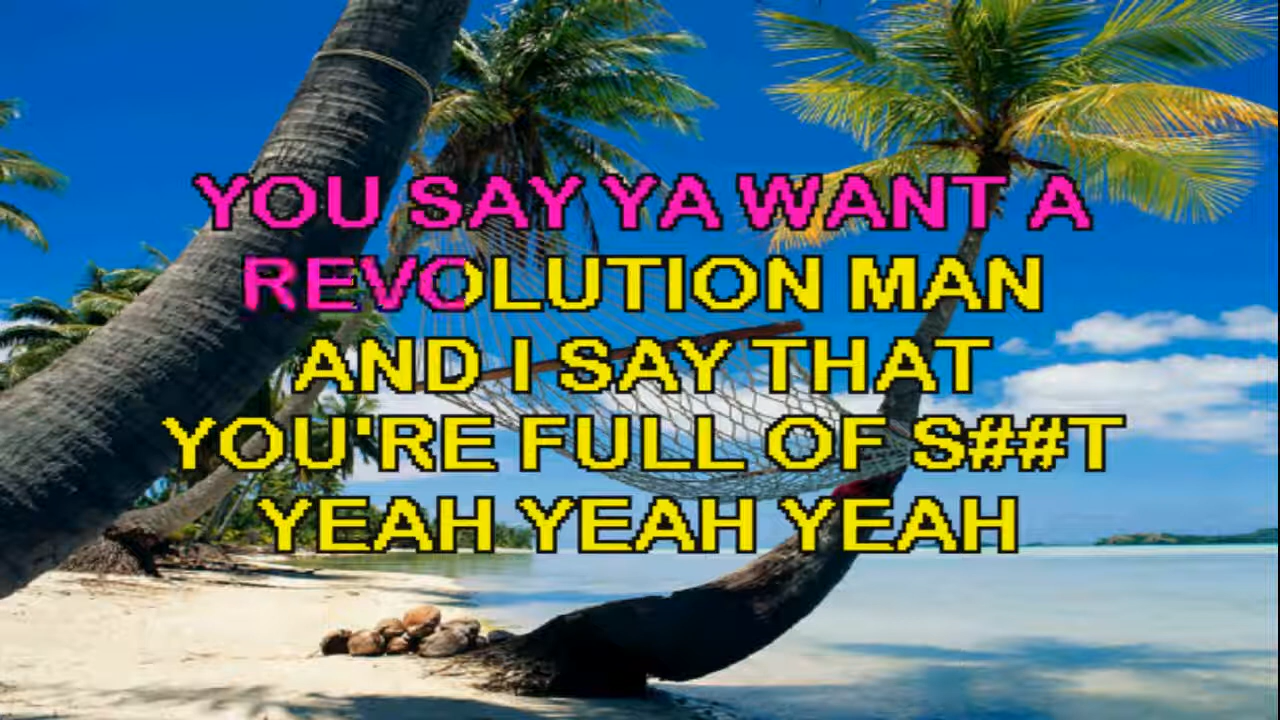 YOU SAY YA WANT A
REVOLUTION MAN
AND I SAY THAT
YOU'RE FULL OF S##T
YEAH YEAH YEAH